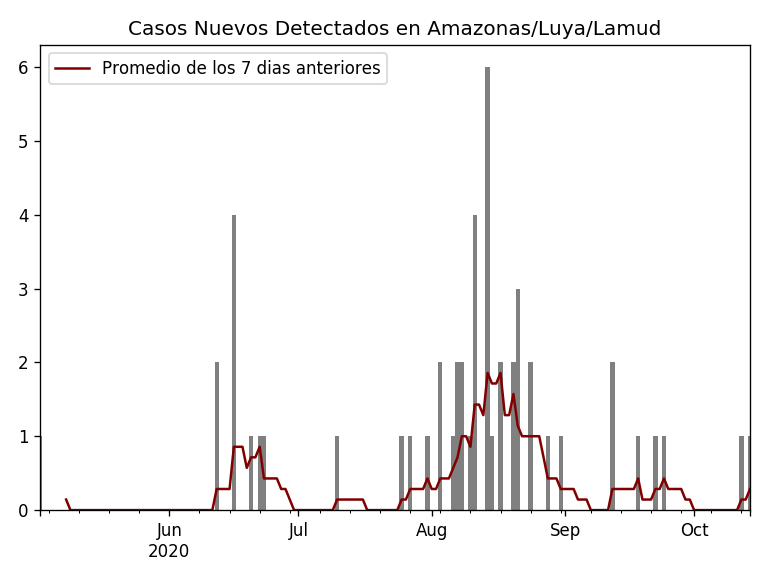 Casos Nuevos Detectados en Amazonas/Luya/Lamud
Promedio de los 7 dias anteriores
6
5
4
3
2
1
0
Jun Jul Aug Sep Oct
2020